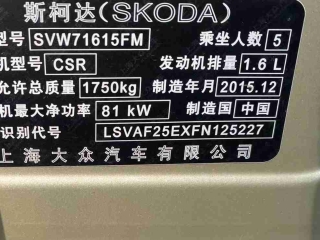 斯柯达(SKODA)
型号 SVW71615FM 乘坐人数 5
机型号 CSR 发动机排量 1.6 L
允许总质量 1750kg 制造年月 2015.12
机最大净功率 81 kW 制造国 中国
识别代号 LSVAF25EXFN125227
上海大众汽车有限公司